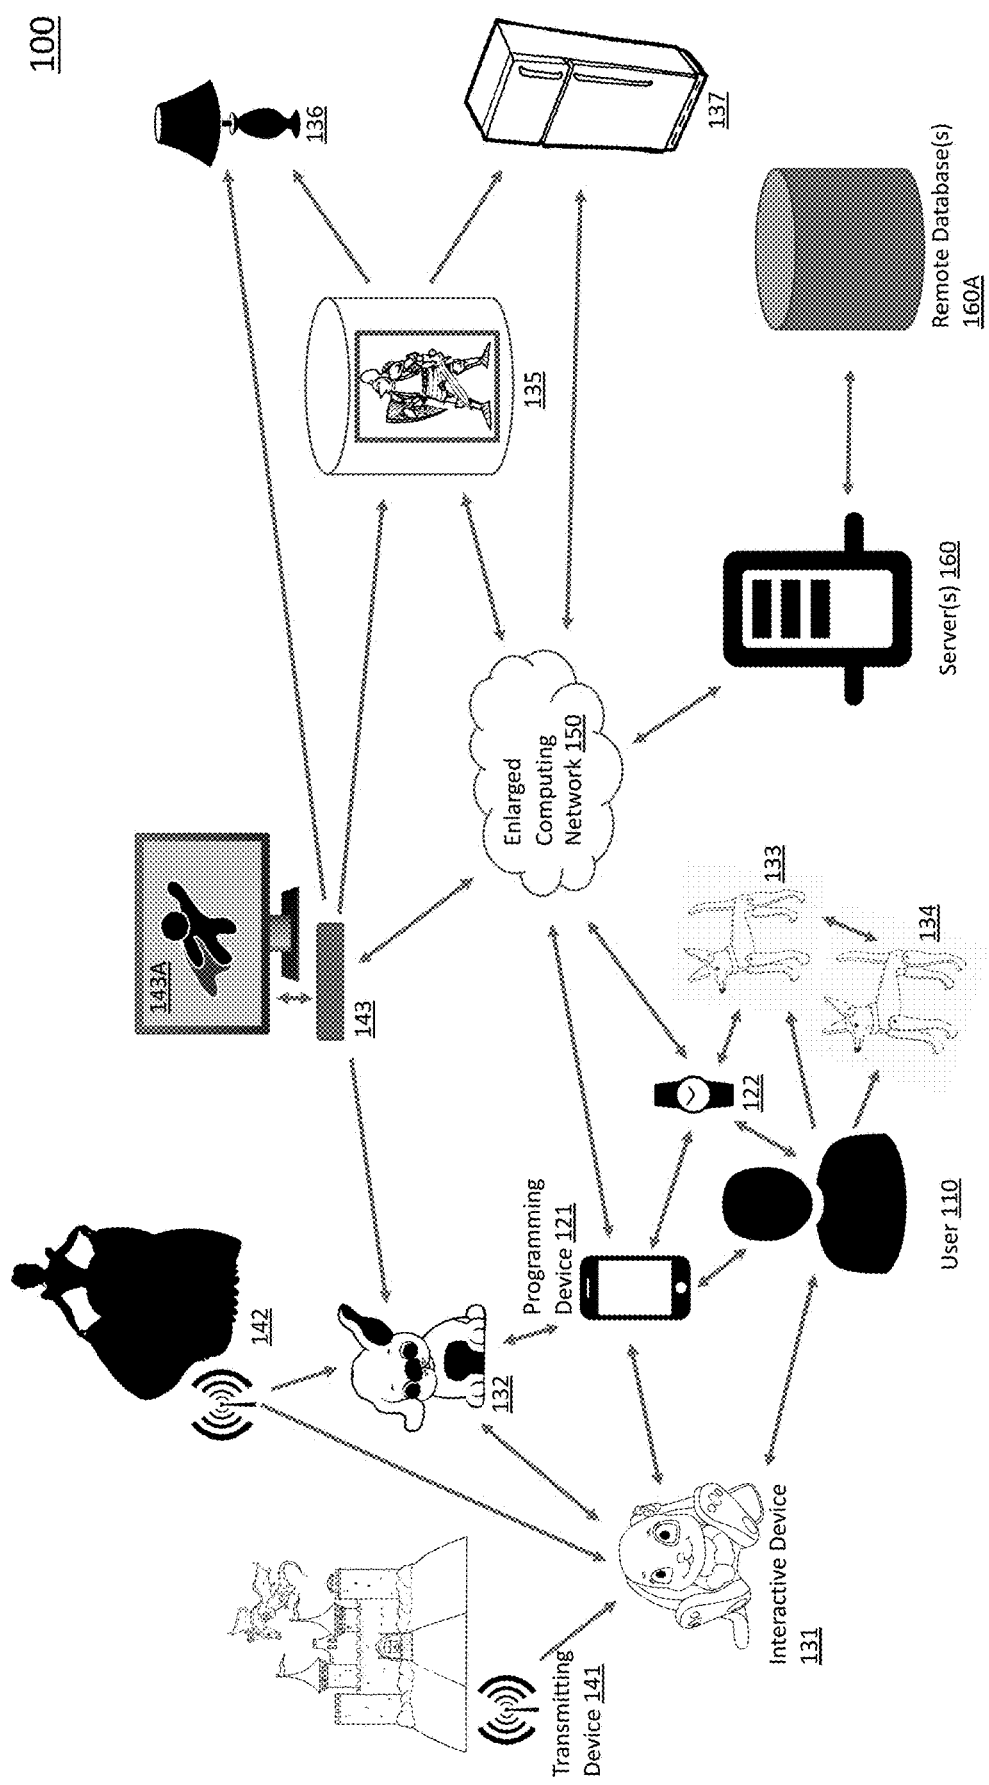 100
136
137
135
Remote Database(s)
160A
143A
143
Enlarged
Computing
Network 150
Server(s) 160
133
134
122
142
132
Programming
Device 121
User 110
Transmitting
Device 141
Interactive Device
131